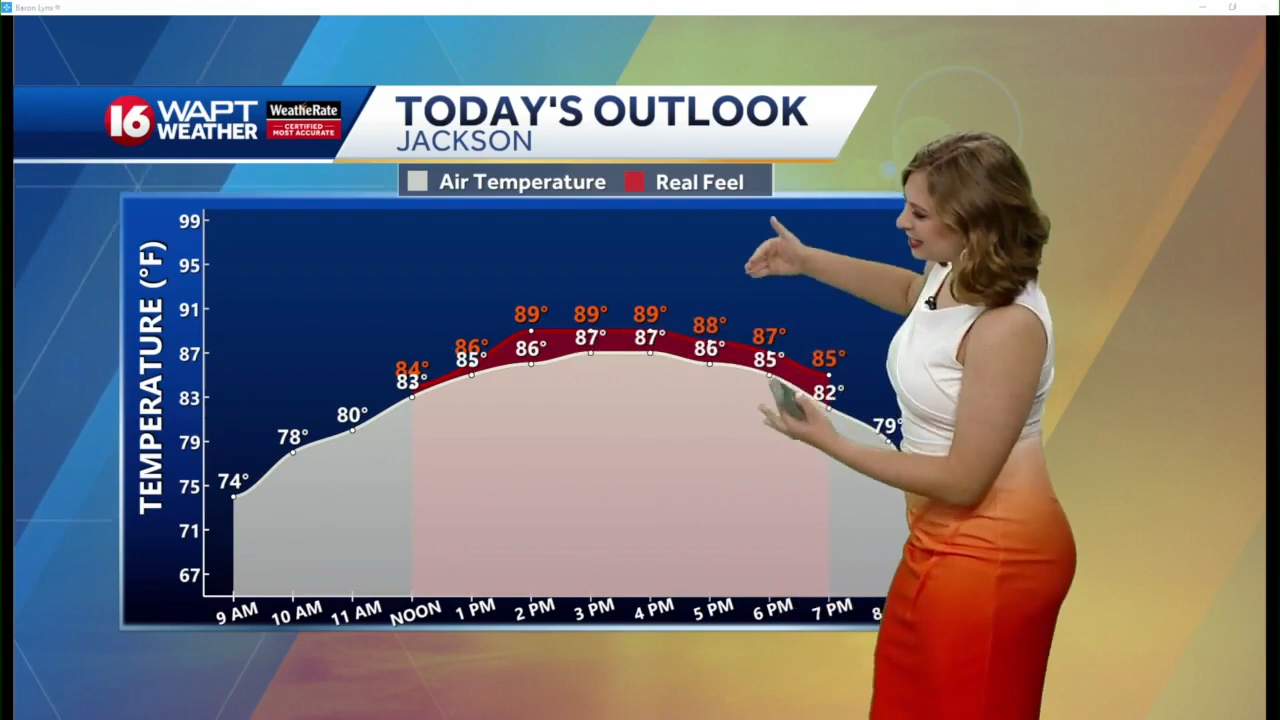 Baron Lynx®
16 WAPT WEATHER
WeatheRate
CERTIFIED
MOST ACCURATE
TODAY'S OUTLOOK
JACKSON
Air Temperature Real Feel
TEMPERATURE (°F)
99
95
91
87
83
79
75
71
67
84° 86° 89° 89° 89° 88° 87° 85°
74° 78° 80° 83° 85° 86° 87° 87° 86° 85° 82° 79°
9 AM 10 AM 11 AM NOON 1 PM 2 PM 3 PM 4 PM 5 PM 6 PM 7 PM 8